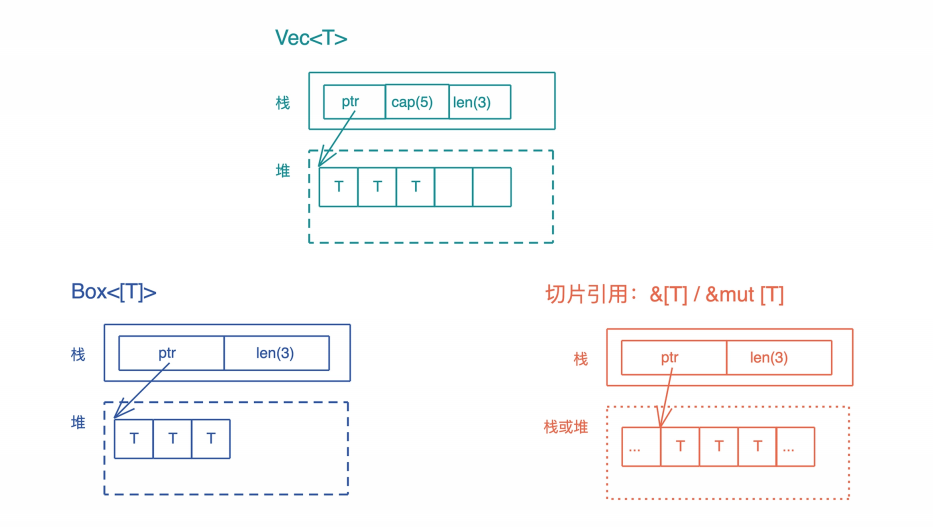 Vec<T>
栈
ptr cap(5) len(3)
堆
T T T
Box<[T]>
栈
ptr len(3)
堆
T T T
切片引用：&[T] / &mut [T]
栈
ptr len(3)
栈或堆
... T T T ...